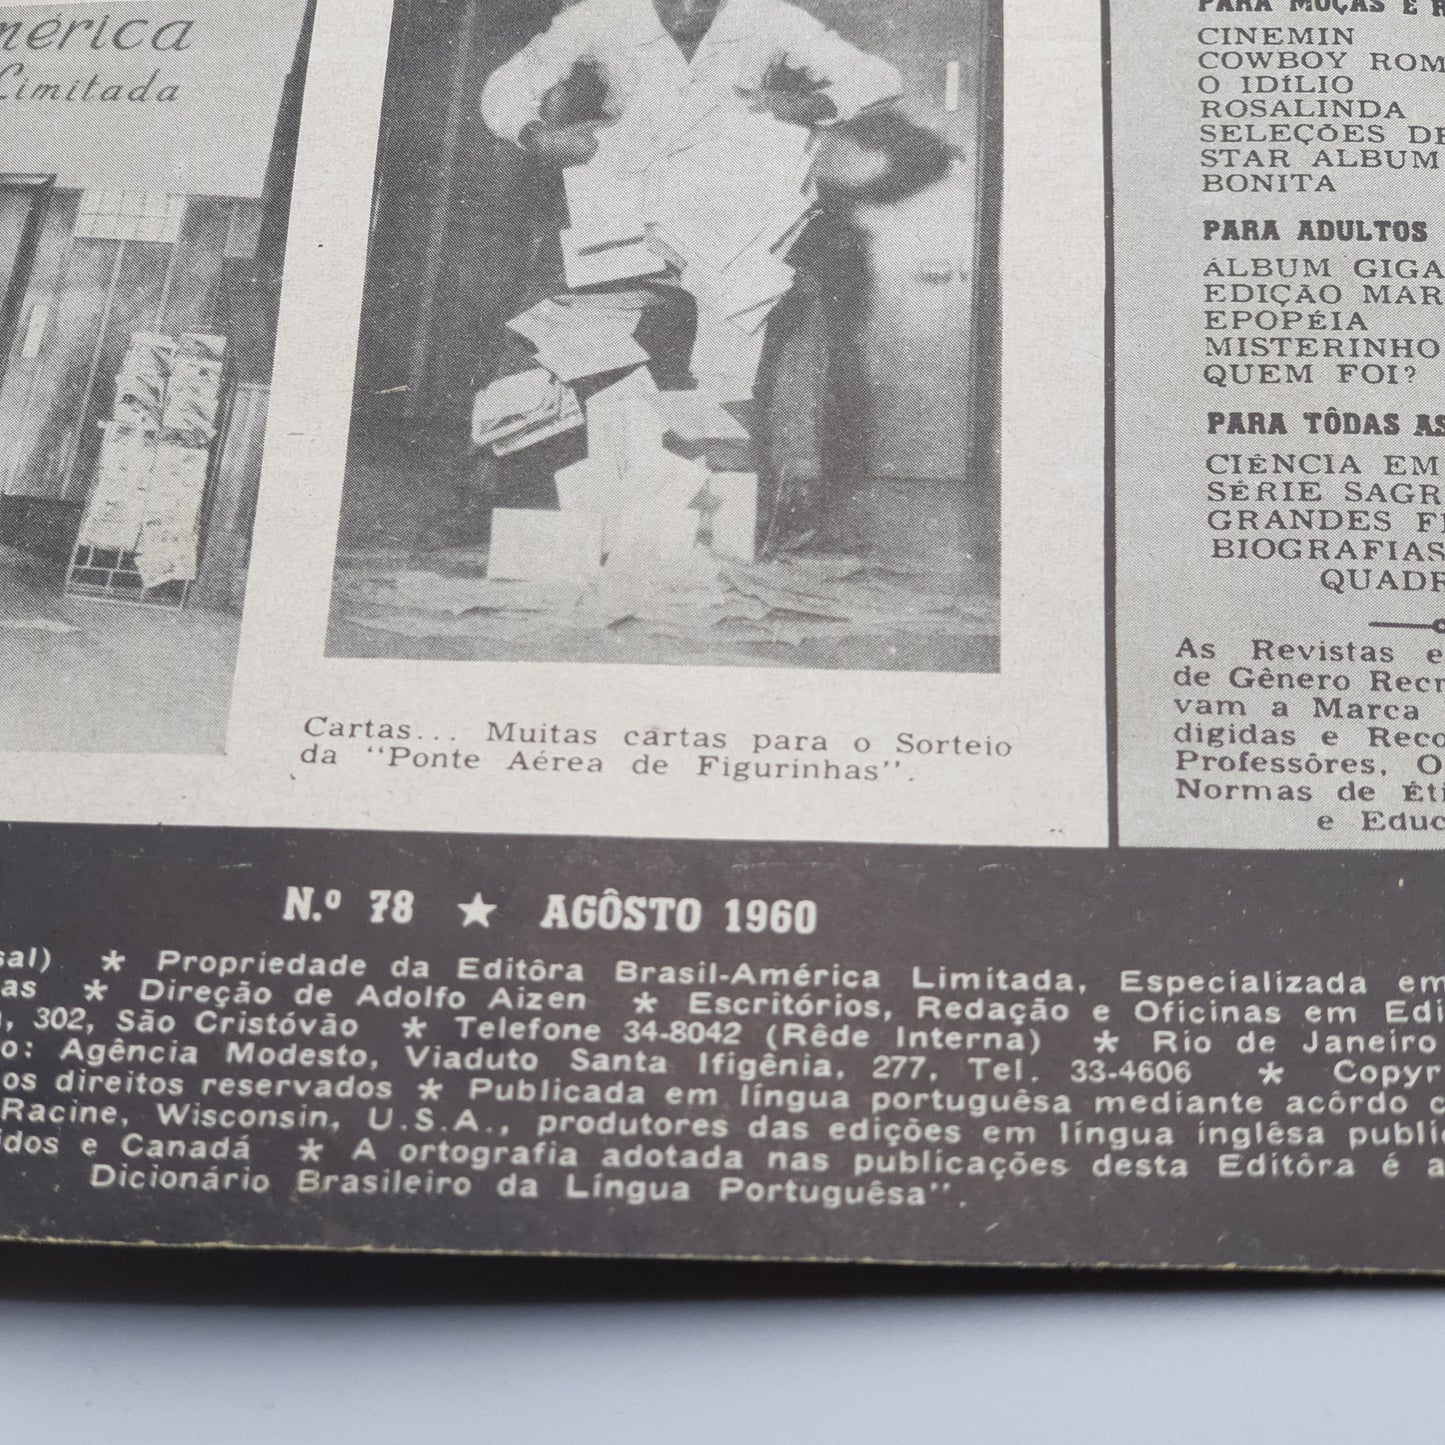 mérica
Limitada
Cartas... Muitas cartas para o Sorteio
da "Ponte Aérea de Figurinhas".
PARA MOÇAS E R
CINEMIN
COWBOY ROM
O IDÍLIO
ROSALINDA
SELEÇÕES DE
STAR ALBUM
BONITA
PARA ADULTOS
ÁLBUM GIGA
EDIÇÃO MAR
EPOPÉIA
MISTERINHO
QUEM FOI?
PARA TÔDAS AS
CIÊNCIA EM
SÉRIE SAGR
GRANDES FI
BIOGRAFIAS
QUADR
As Revistas e
de Gênero Recr
vam a Marca
digidas e Reco
Professôres, O
Normas de Éti
e Educ
N.º 78 ★ AGÔSTO 1960
sal) * Propriedade da Editôra Brasil-América Limitada, Especializada em
as * Direção de Adolfo Aizen * Escritórios, Redação e Oficinas em Edi
, 302, São Cristóvão * Telefone 34-8042 (Rêde Interna) * Rio de Janeiro
o: Agência Modesto, Viaduto Santa Ifigênia, 277, Tel. 33-4606 * Copyr
os direitos reservados * Publicada em língua portuguêsa mediante acôrdo c
Racine, Wisconsin, U.S.A., produtores das edições em língua inglêsa publi
dos e Canadá * A ortografia adotada nas publicações desta Editôra é a
Dicionário Brasileiro da Língua Portuguêsa".